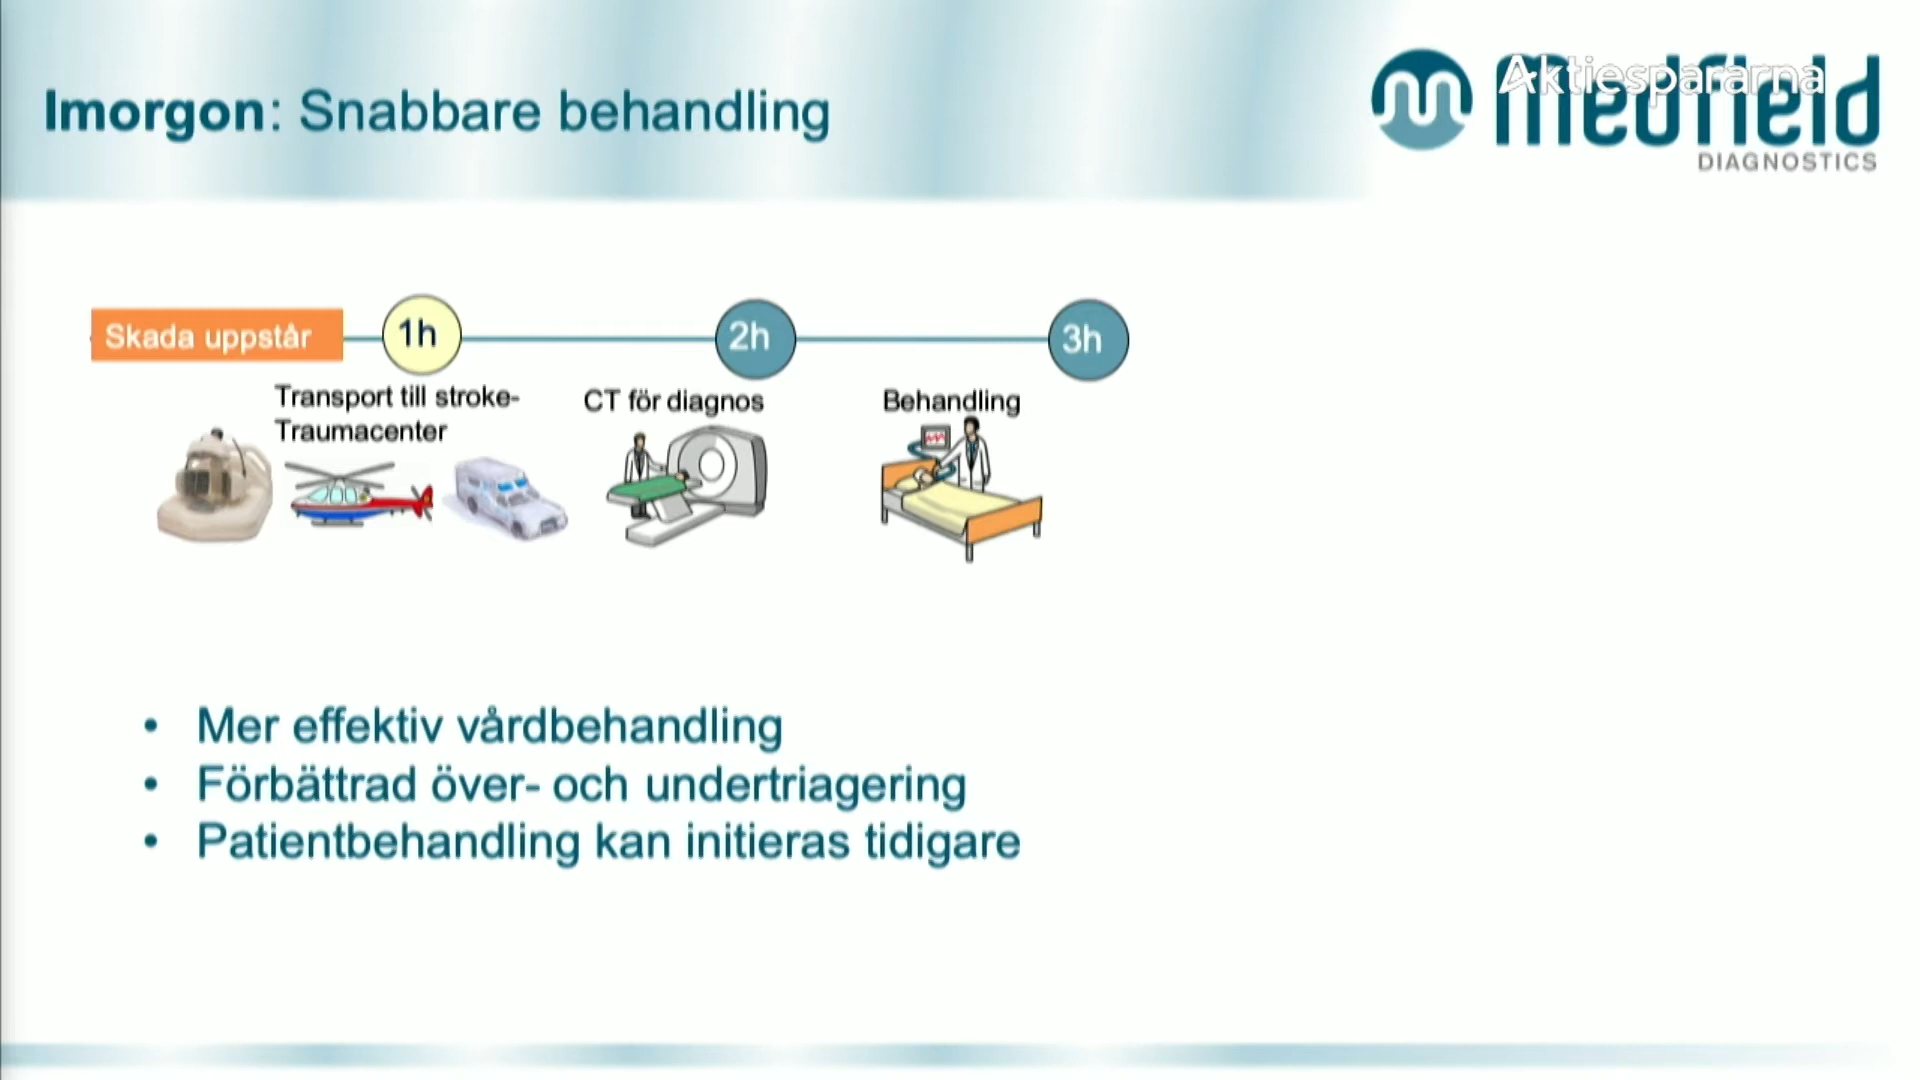 Imorgon: Snabbare behandling
Aktiespararna
Medfield
DIAGNOSTICS
Skada uppstår
1h
2h
3h
Transport till stroke-
Traumacenter
CT för diagnos
Behandling
• Mer effektiv vårdbehandling
• Förbättrad över- och undertriagering
• Patientbehandling kan initieras tidigare